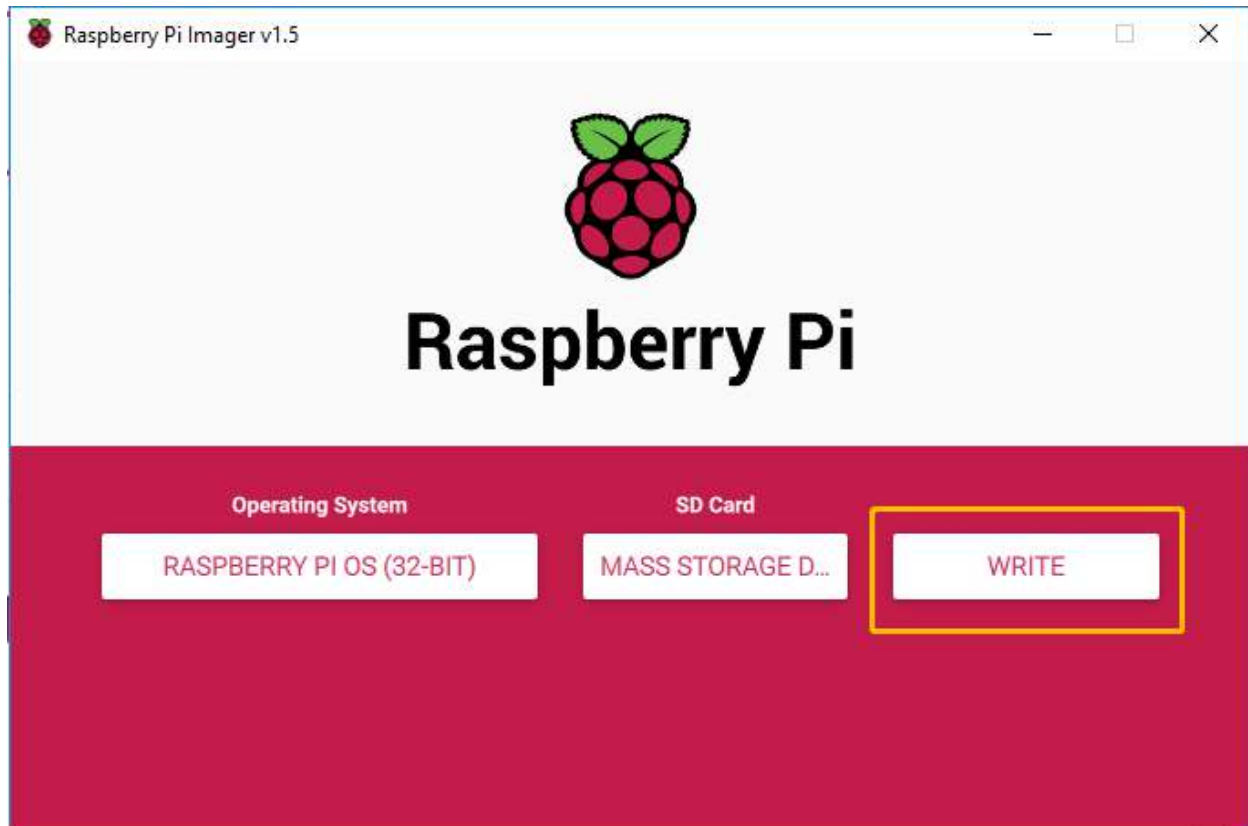 Raspberry Pi Imager v1.5
Raspberry Pi
Operating System
SD Card
RASPBERRY PI OS (32-BIT)
MASS STORAGE D...
WRITE